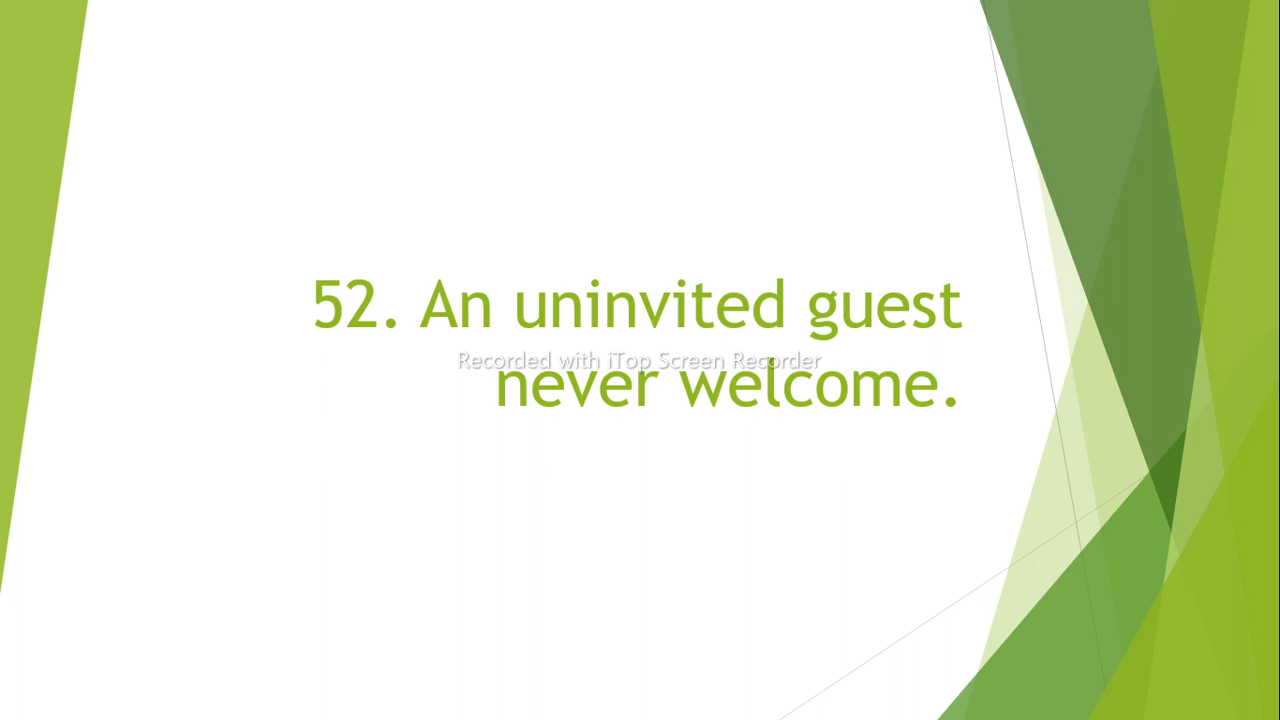 52. An uninvited guest
Recorded with iTop Screen Recorder
never welcome.